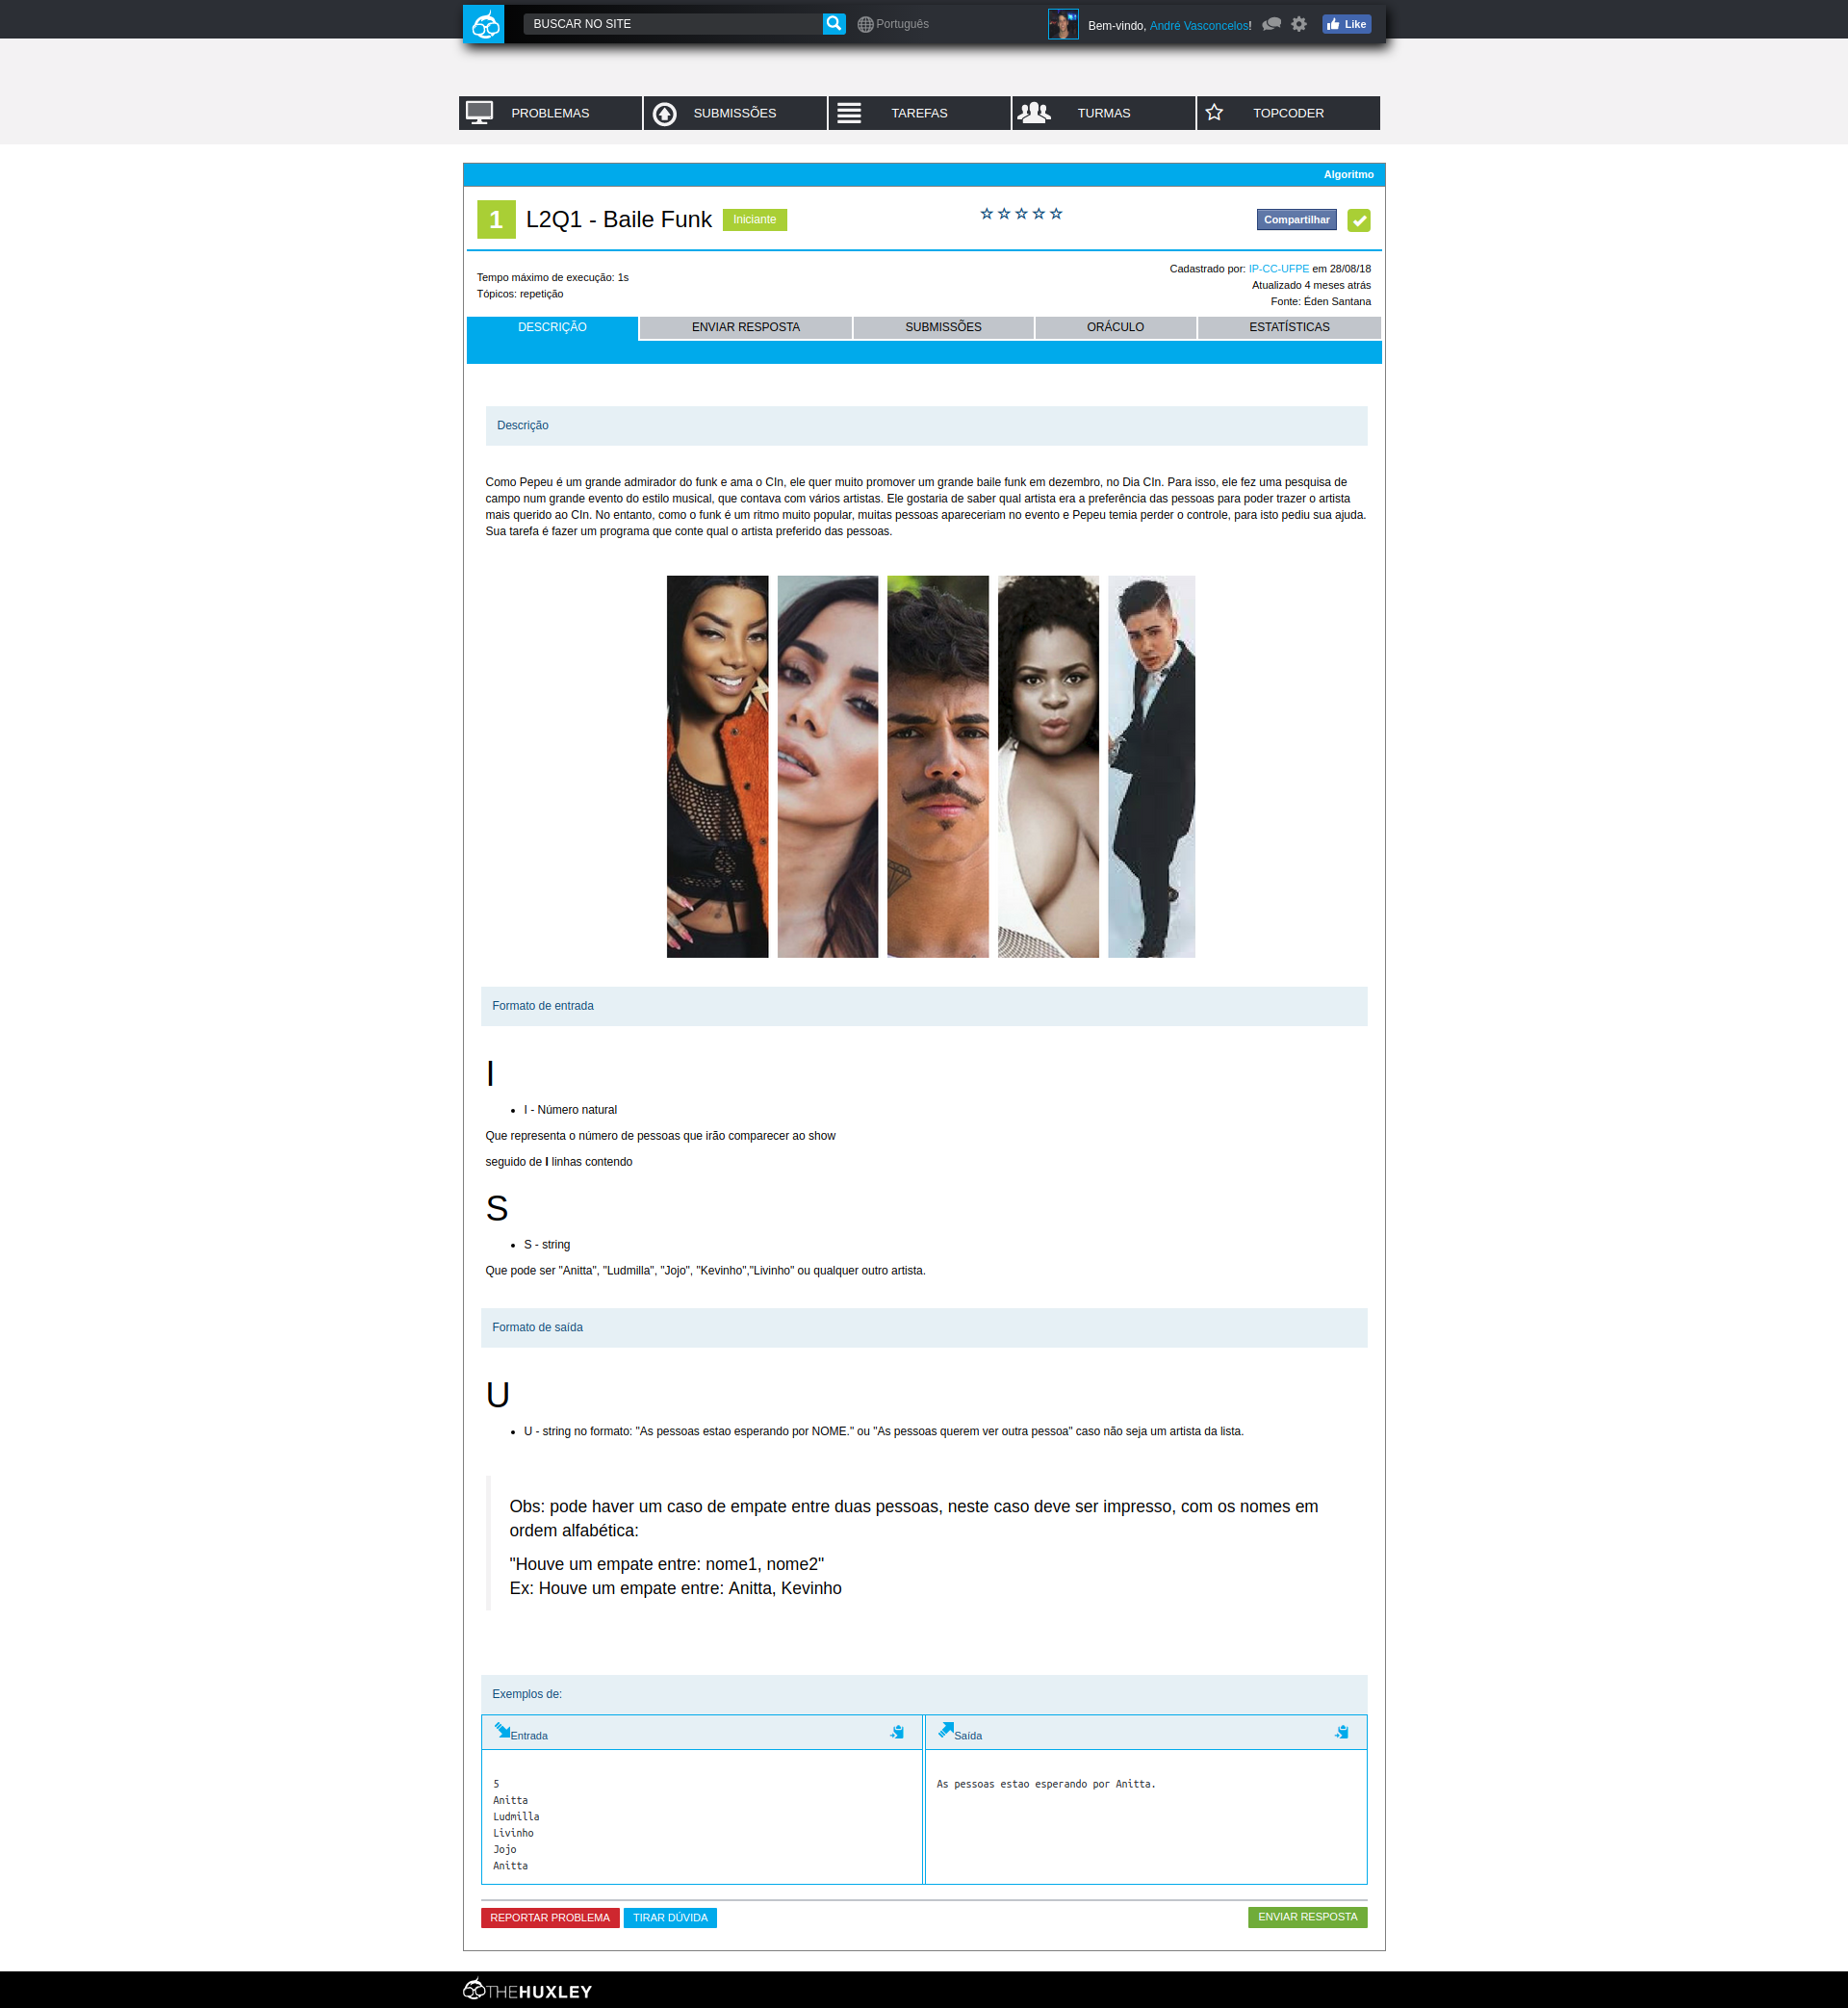 BUSCAR NO SITE
Português
Bem-vindo, André Vasconcelos!
Like
PROBLEMAS
SUBMISSÕES
TAREFAS
TURMAS
TOPCODER
Algoritmo
1
L2Q1 - Baile Funk
Iniciante
Compartilhar
Tempo máximo de execução: 1s
Tópicos: repetição
Cadastrado por: IP-CC-UFPE em 28/08/18
Atualizado 4 meses atrás
Fonte: Éden Santana
DESCRIÇÃO
ENVIAR RESPOSTA
SUBMISSÕES
ORÁCULO
ESTATÍSTICAS
Descrição
Como Pepeu é um grande admirador do funk e ama o CIn, ele quer muito promover um grande baile funk em dezembro, no Dia CIn. Para isso, ele fez uma pesquisa de
campo num grande evento do estilo musical, que contava com vários artistas. Ele gostaria de saber qual artista era a preferência das pessoas para poder trazer o artista
mais querido ao CIn. No entanto, como o funk é um ritmo muito popular, muitas pessoas apareceriam no evento e Pepeu temia perder o controle, para isto pediu sua ajuda.
Sua tarefa é fazer um programa que conte qual o artista preferido das pessoas.
Formato de entrada
I
• I - Número natural
Que representa o número de pessoas que irão comparecer ao show
seguido de I linhas contendo
S
• S - string
Que pode ser "Anitta", "Ludmilla", "Jojo", "Kevinho","Livinho" ou qualquer outro artista.
Formato de saída
U
• U - string no formato: "As pessoas estao esperando por NOME." ou "As pessoas querem ver outra pessoa" caso não seja um artista da lista.
Obs: pode haver um caso de empate entre duas pessoas, neste caso deve ser impresso, com os nomes em
ordem alfabética:
"Houve um empate entre: nome1, nome2"
Ex: Houve um empate entre: Anitta, Kevinho
Exemplos de:
Entrada
5
Anitta
Ludmilla
Livinho
Jojo
Anitta
Saída
As pessoas estao esperando por Anitta.
REPORTAR PROBLEMA
TIRAR DÚVIDA
ENVIAR RESPOSTA
THEHUXLEY